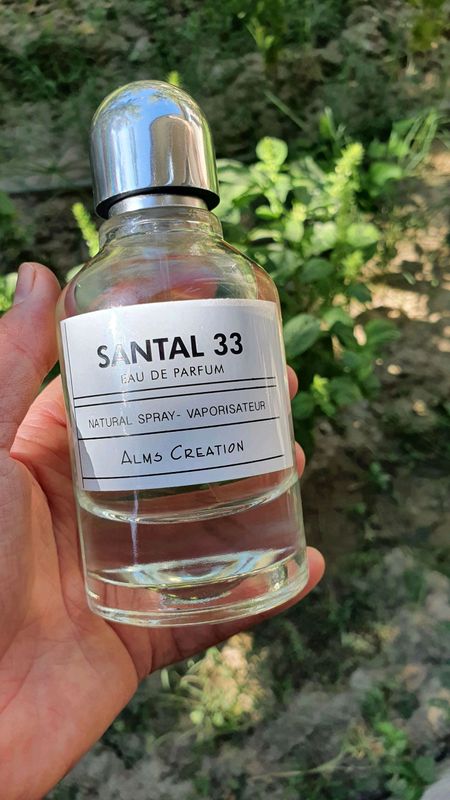 SANTAL 33
EAU DE PARFUM
NATURAL SPRAY- VAPORISATEUR
ALMS CREATION